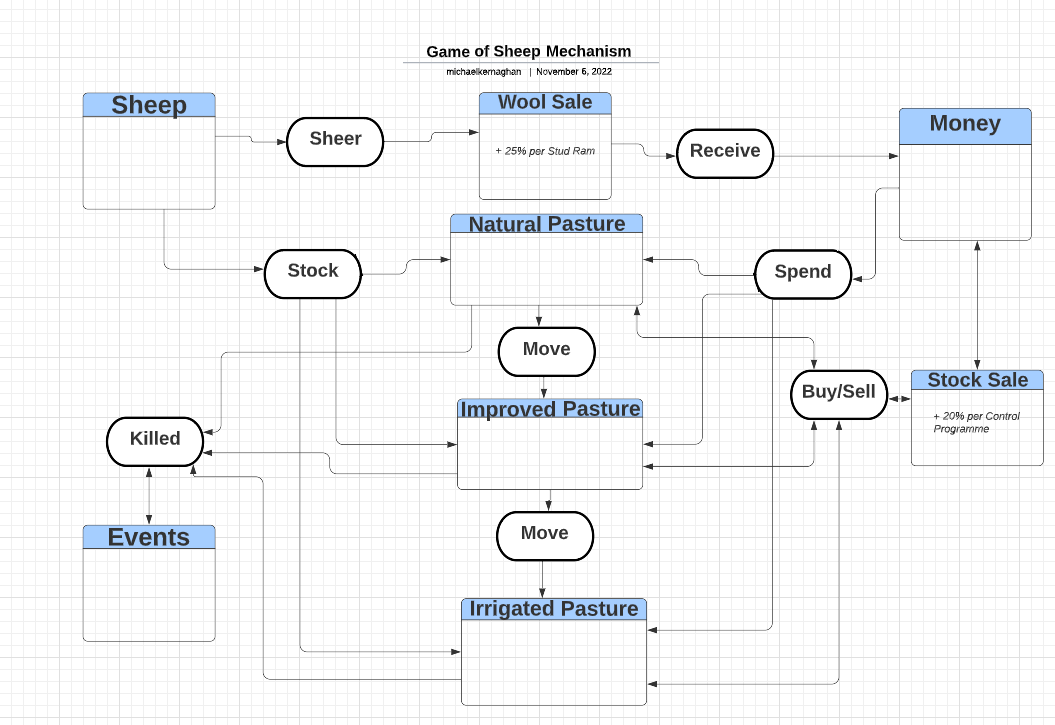 Game of Sheep Mechanism
michaelkernaghan | November 6, 2022
Sheep
Sheer
Wool Sale
+ 25% per Stud Ram
Receive
Money
Natural Pasture
Stock
Spend
Move
Buy/Sell
Stock Sale
+ 20% per Control
Programme
Improved Pasture
Killed
Move
Events
Irrigated Pasture